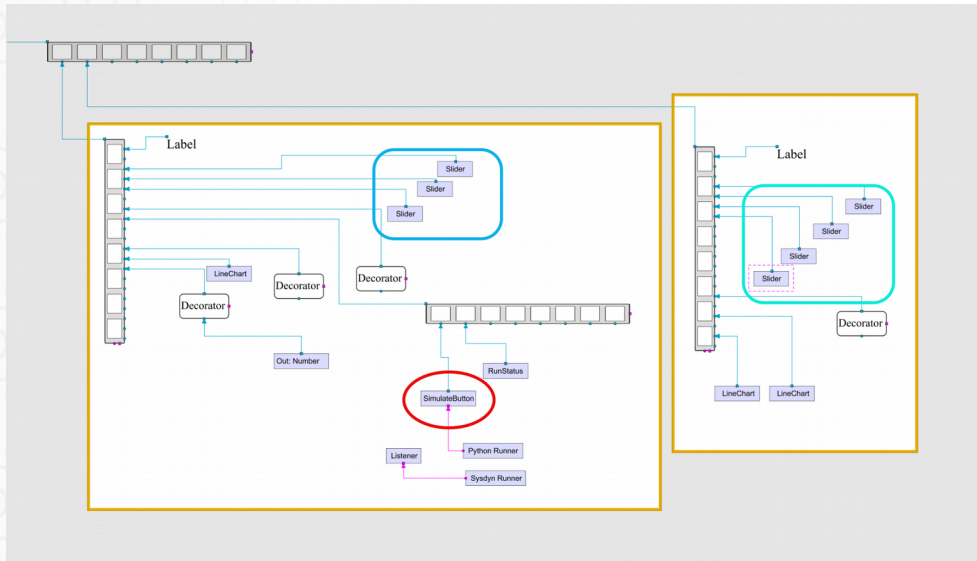 Label
Slider
Slider
Slider
LineChart
Decorator
Decorator
Decorator
Out: Number
RunStatus
SimulateButton
Listener
Python Runner
Sysdyn Runner
Label
Slider
Slider
Slider
Slider
Decorator
LineChart
LineChart